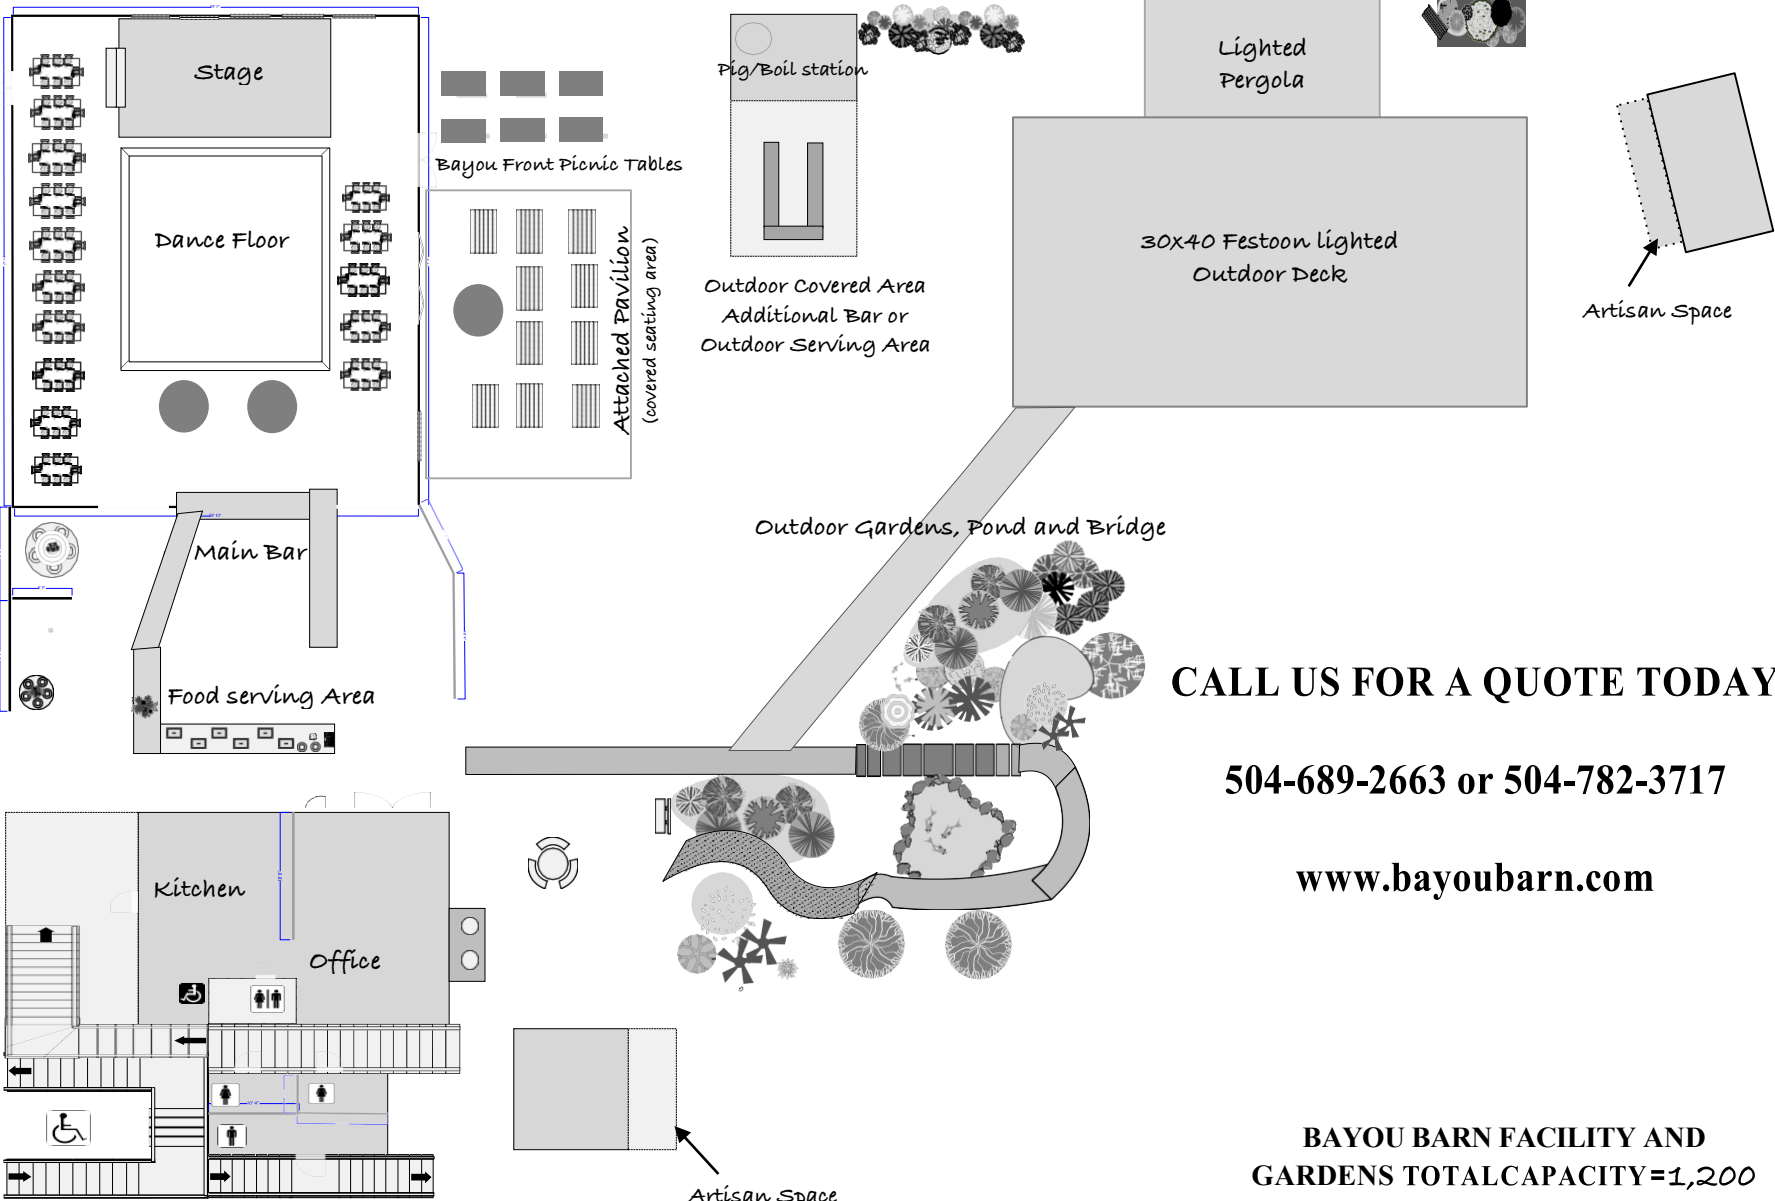 Stage
Pig/Boil station
Lighted
Pergola
Bayou Front Picnic Tables
Dance Floor
Attached Pavilion
(covered seating area)
30x40 Festoon lighted
Outdoor Deck
Outdoor Covered Area
Additional Bar or
Outdoor Serving Area
Artisan Space
Outdoor Gardens, Pond and Bridge
Main Bar
Food serving Area
CALL US FOR A QUOTE TODAY
504-689-2663 or 504-782-3717
www.bayoubarn.com
Kitchen
Office
Artisan Space
BAYOU BARN FACILITY AND
GARDENS TOTALCAPACITY=1,200